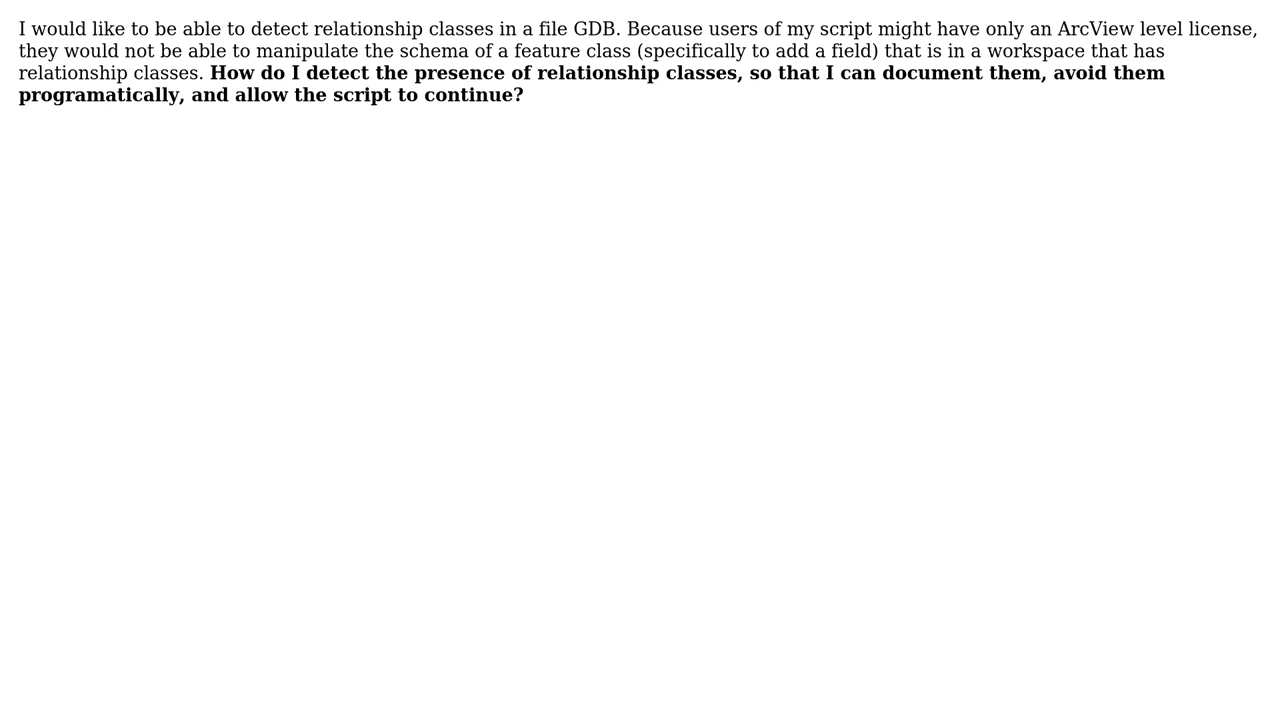 I would like to be able to detect relationship classes in a file GDB. Because users of my script might have only an ArcView level license,
they would not be able to manipulate the schema of a feature class (specifically to add a field) that is in a workspace that has
relationship classes. How do I detect the presence of relationship classes, so that I can document them, avoid them
programatically, and allow the script to continue?